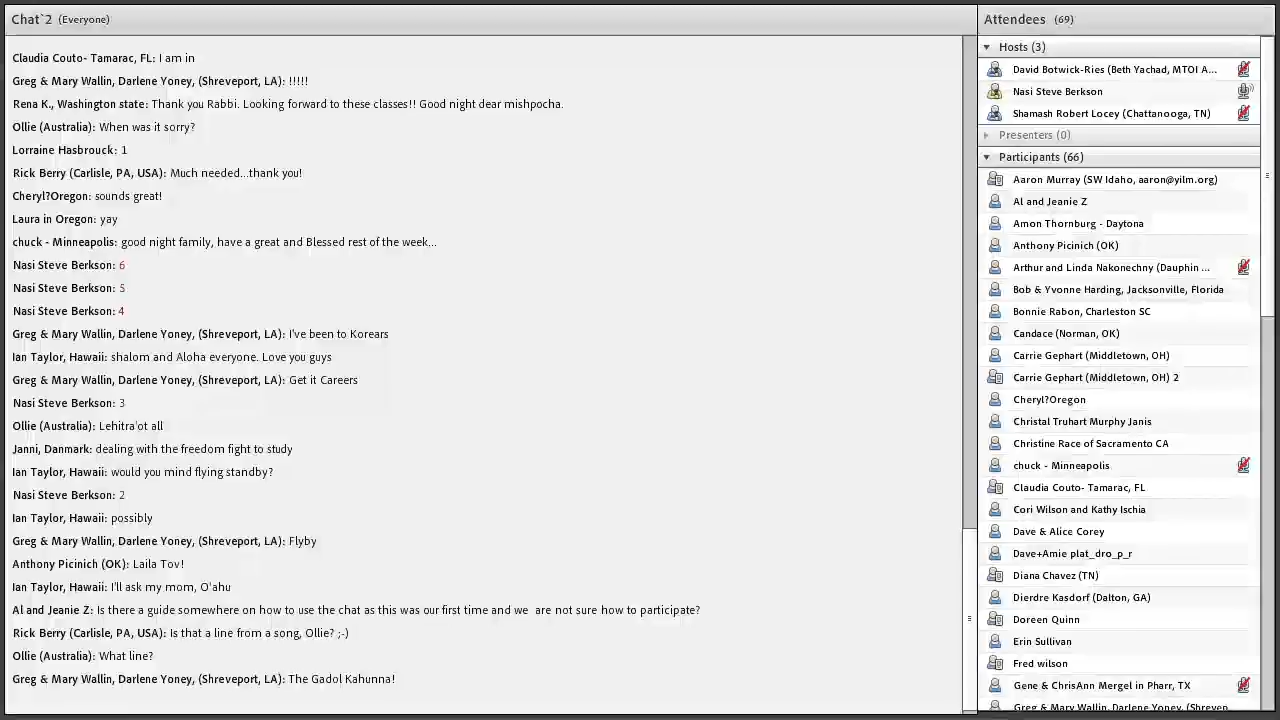 Chat`2 (Everyone)
Claudia Couto- Tamarac, FL: I am in
Greg & Mary Wallin, Darlene Yoney, (Shreveport, LA): !!!!!
Rena K., Washington state: Thank you Rabbi. Looking forward to these classes!! Good night dear mishpocha.
Ollie (Australia): When was it sorry?
Lorraine Hasbrouck: 1
Rick Berry (Carlisle, PA, USA): Much needed...thank you!
Cheryl?Oregon: sounds great!
Laura in Oregon: yay
chuck - Minneapolis: good night family, have a great and Blessed rest of the week...
Nasi Steve Berkson: 6
Nasi Steve Berkson: 5
Nasi Steve Berkson: 4
Greg & Mary Wallin, Darlene Yoney, (Shreveport, LA): I've been to Korears
Ian Taylor, Hawaii: shalom and Aloha everyone. Love you guys
Greg & Mary Wallin, Darlene Yoney, (Shreveport, LA): Get it Careers
Nasi Steve Berkson: 3
Ollie (Australia): Lehitra'ot all
Janni, Danmark: dealing with the freedom fight to study
Ian Taylor, Hawaii: would you mind flying standby?
Nasi Steve Berkson: 2
Ian Taylor, Hawaii: possibly
Greg & Mary Wallin, Darlene Yoney, (Shreveport, LA): Flyby
Anthony Picinich (OK): Laila Tov!
Ian Taylor, Hawaii: I'll ask my mom, O'ahu
Al and Jeanie Z: Is there a guide somewhere on how to use the chat as this was our first time and we are not sure how to participate?
Rick Berry (Carlisle, PA, USA): Is that a line from a song, Ollie? ;-)
Ollie (Australia): What line?
Greg & Mary Wallin, Darlene Yoney, (Shreveport, LA): The Gadol Kahunna!
Attendees (69)
Hosts (3)
David Botwick-Ries (Beth Yachad, MTOI A...
Nasi Steve Berkson
Shamash Robert Locey (Chattanooga, TN)
Presenters (0)
Participants (66)
Aaron Murray (SW Idaho, aaron@yilm.org)
Al and Jeanie Z
Amon Thornburg - Daytona
Anthony Picinich (OK)
Arthur and Linda Nakonechny (Dauphin ...
Bob & Yvonne Harding, Jacksonville, Florida
Bonnie Rabon, Charleston SC
Candace (Norman, OK)
Carrie Gephart (Middletown, OH)
Carrie Gephart (Middletown, OH) 2
Cheryl?Oregon
Christal Truhart Murphy Janis
Christine Race of Sacramento CA
chuck - Minneapolis
Claudia Couto- Tamarac, FL
Cori Wilson and Kathy Ischia
Dave & Alice Corey
Dave+Amie plat_dro_p_r
Diana Chavez (TN)
Dierdre Kasdorf (Dalton, GA)
Doreen Quinn
Erin Sullivan
Fred wilson
Gene & ChrisAnn Mergel in Pharr, TX
Greg & Mary Wallin, Darlene Yoney, (Shrevep